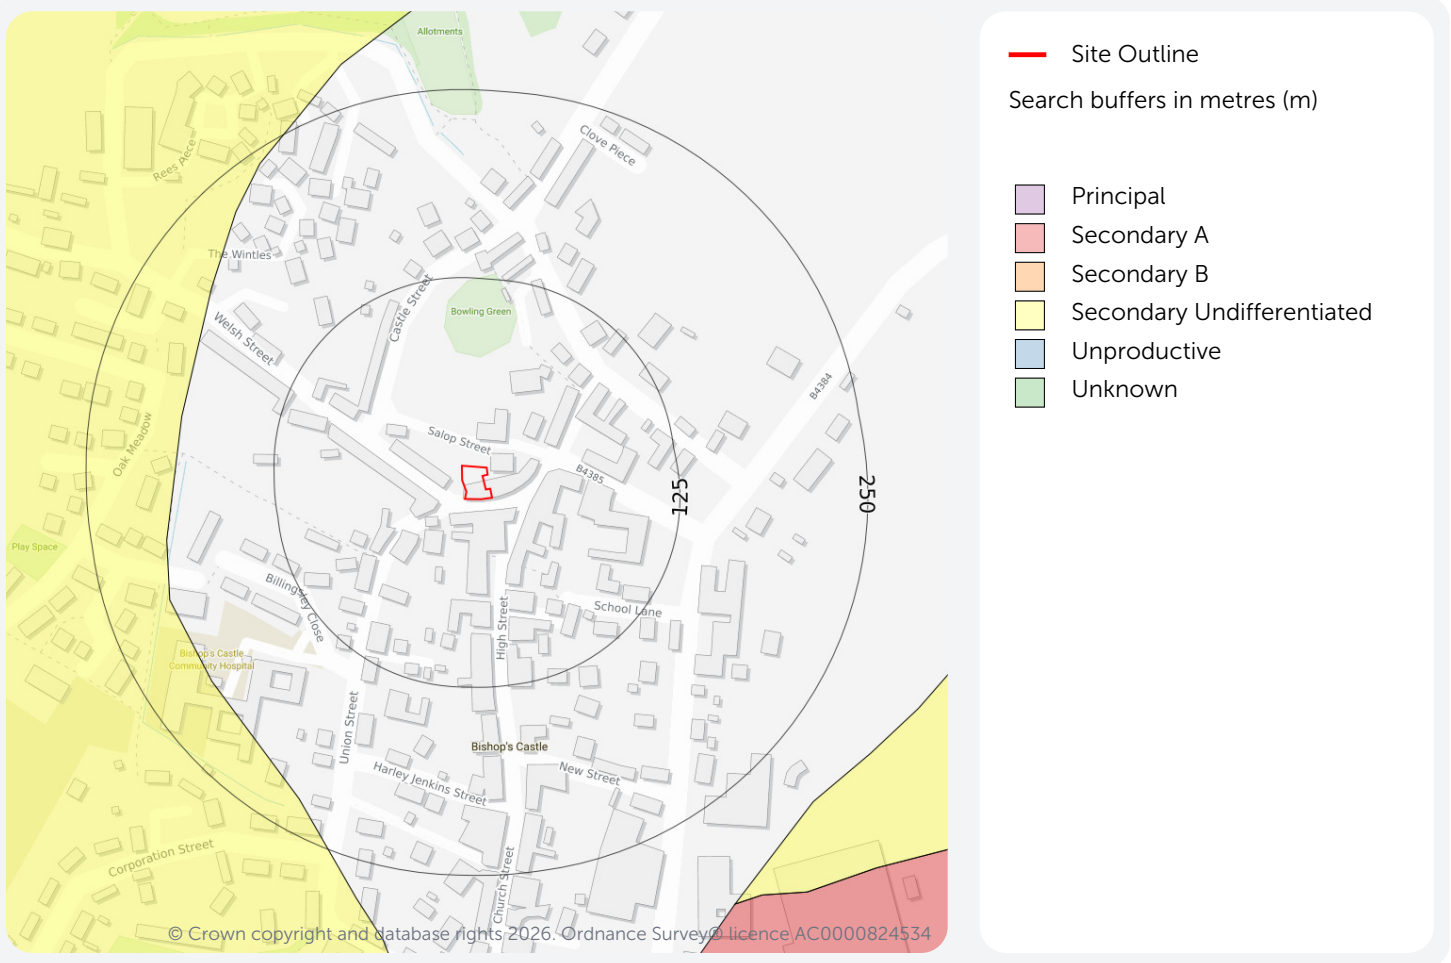 Allotments
Clove Piece
Rees Acce
The Wintles
Castle Street
Bowling Green
Welsh Street
B4384
Oak Meadow
Salop Street
B4385
125
250
Play Space
Billingsley Close
School Lane
High Street
Bishop's Castle
Community Hospital
Union Street
Bishop's Castle
New Street
Harley Jenkins Street
Corporation Street
Church Street
© Crown copyright and database rights 2026. Ordnance Survey® licence AC0000824534
Site Outline
Search buffers in metres (m)
Principal
Secondary A
Secondary B
Secondary Undifferentiated
Unproductive
Unknown